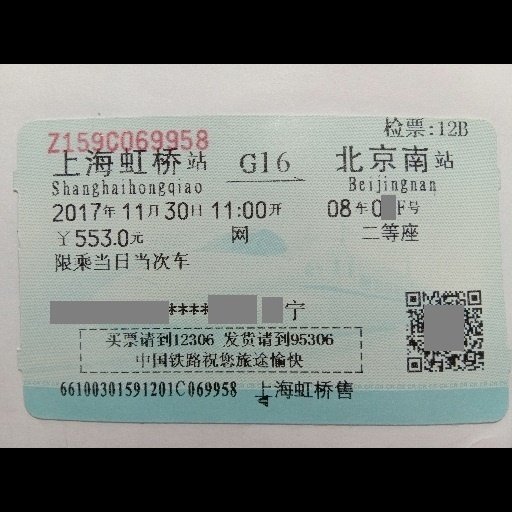 检票:12B
Z159C069958
上海虹桥站 G16 北京南站
Shanghaihongqiao Beijingnan
2017年11月30日11:00开 08车0 F号
￥553.0元 网 二等座
限乘当日当次车
**** 宁
买票请到12306 发货请到95306
中国铁路祝您旅途愉快
66100301591201C069958 上海虹桥售